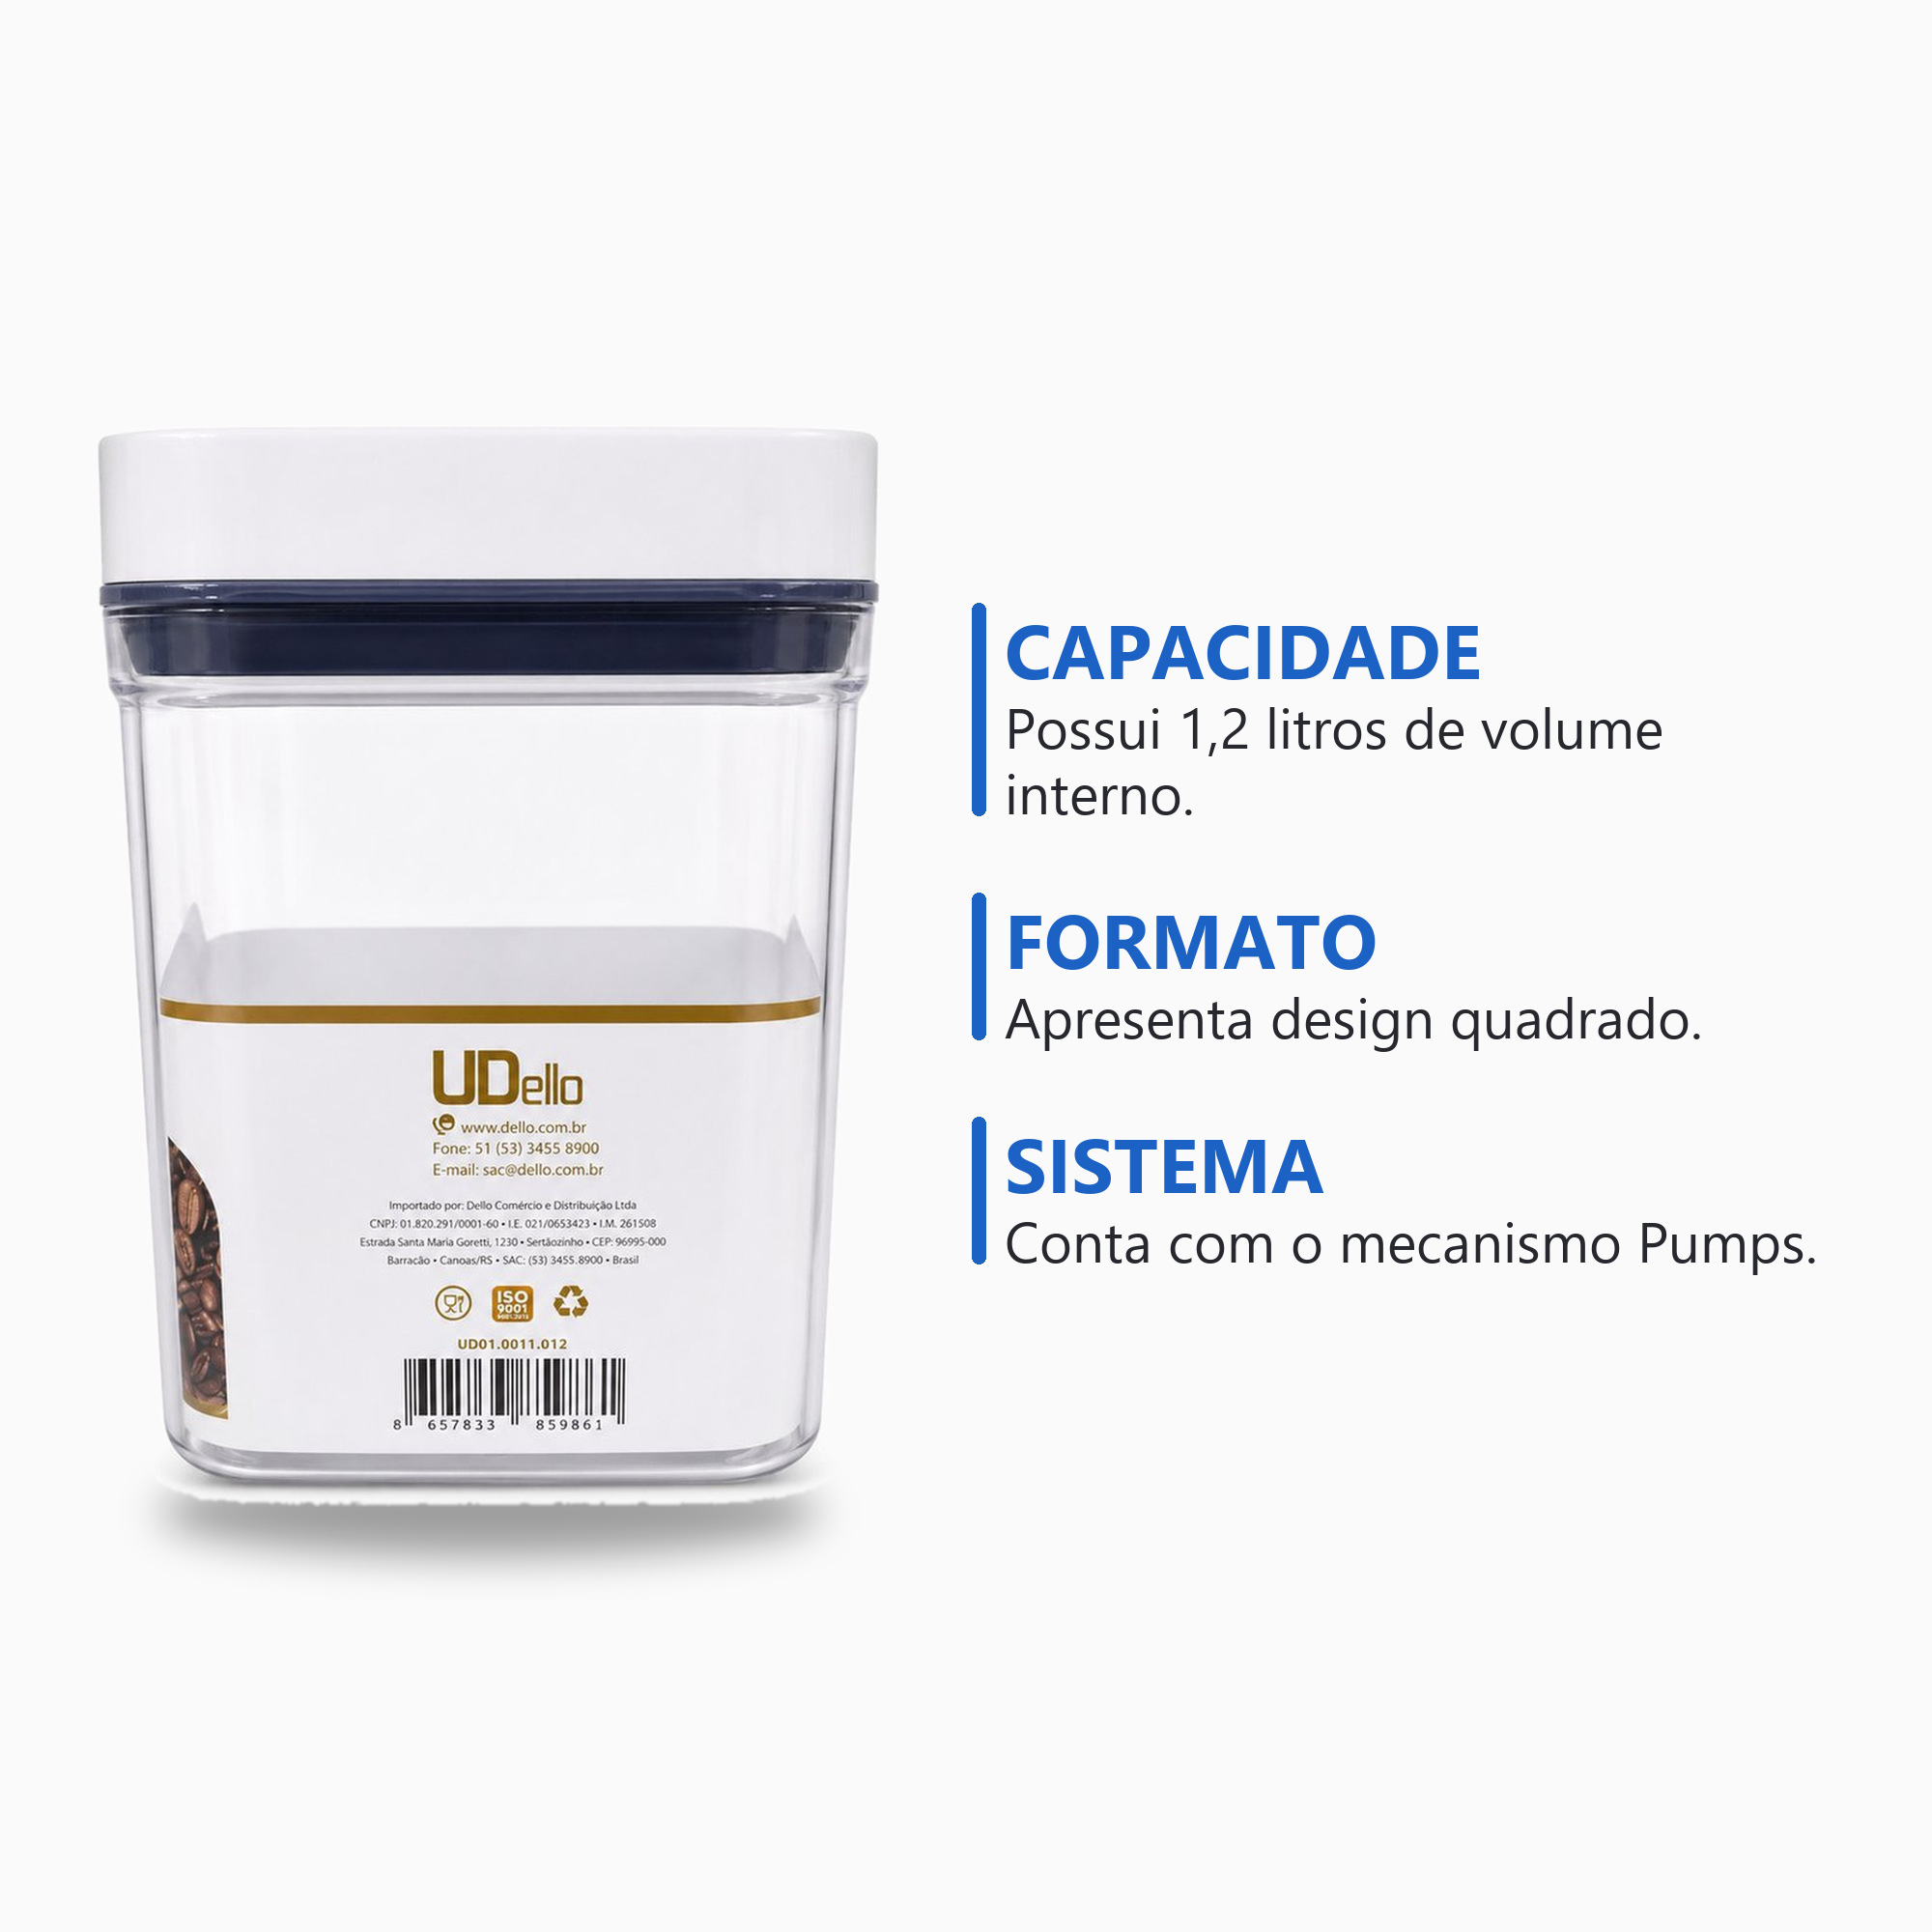 UDello
www.dello.com.br
Fone: 51 (53) 3455 8900
E-mail: sac@dello.com.br
Importado por: Dello Comércio e Distribuição Ltda
CNPJ: 01.820.291/0001-60 • I.E. 021/0653423 • I.M. 261508
Estrada Santa Maria Goretti, 1230 • Sertãozinho • CEP: 96995-000
Barracão • Canoas/RS • SAC: (53) 3455.8900 • Brasil
ISO
9001
UD01.0011.012
8 657833 859861
CAPACIDADE
Possui 1,2 litros de volume
interno.
FORMATO
Apresenta design quadrado.
SISTEMA
Conta com o mecanismo Pumps.